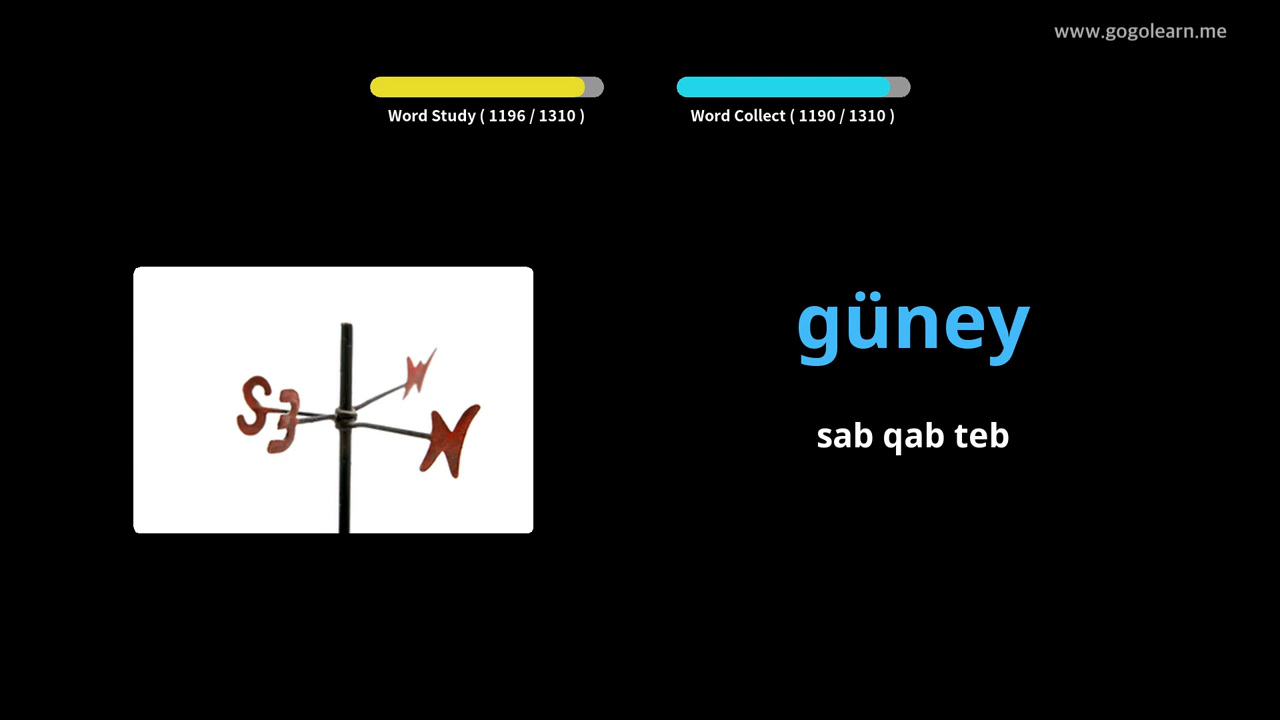 www.gogolearn.me
Word Study ( 1196 / 1310 )
Word Collect ( 1190 / 1310 )
güney
sab qab teb
S
E
N